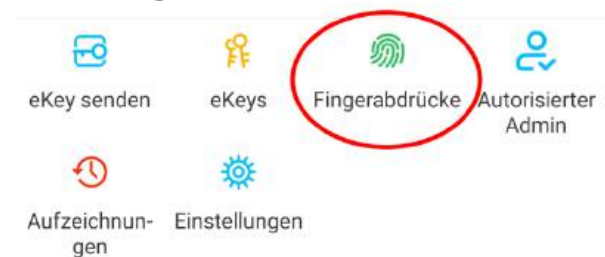 eKey senden
eKeys
Fingerabdrücke
Autorisierter
Admin
Aufzeichnun-
gen
Einstellungen